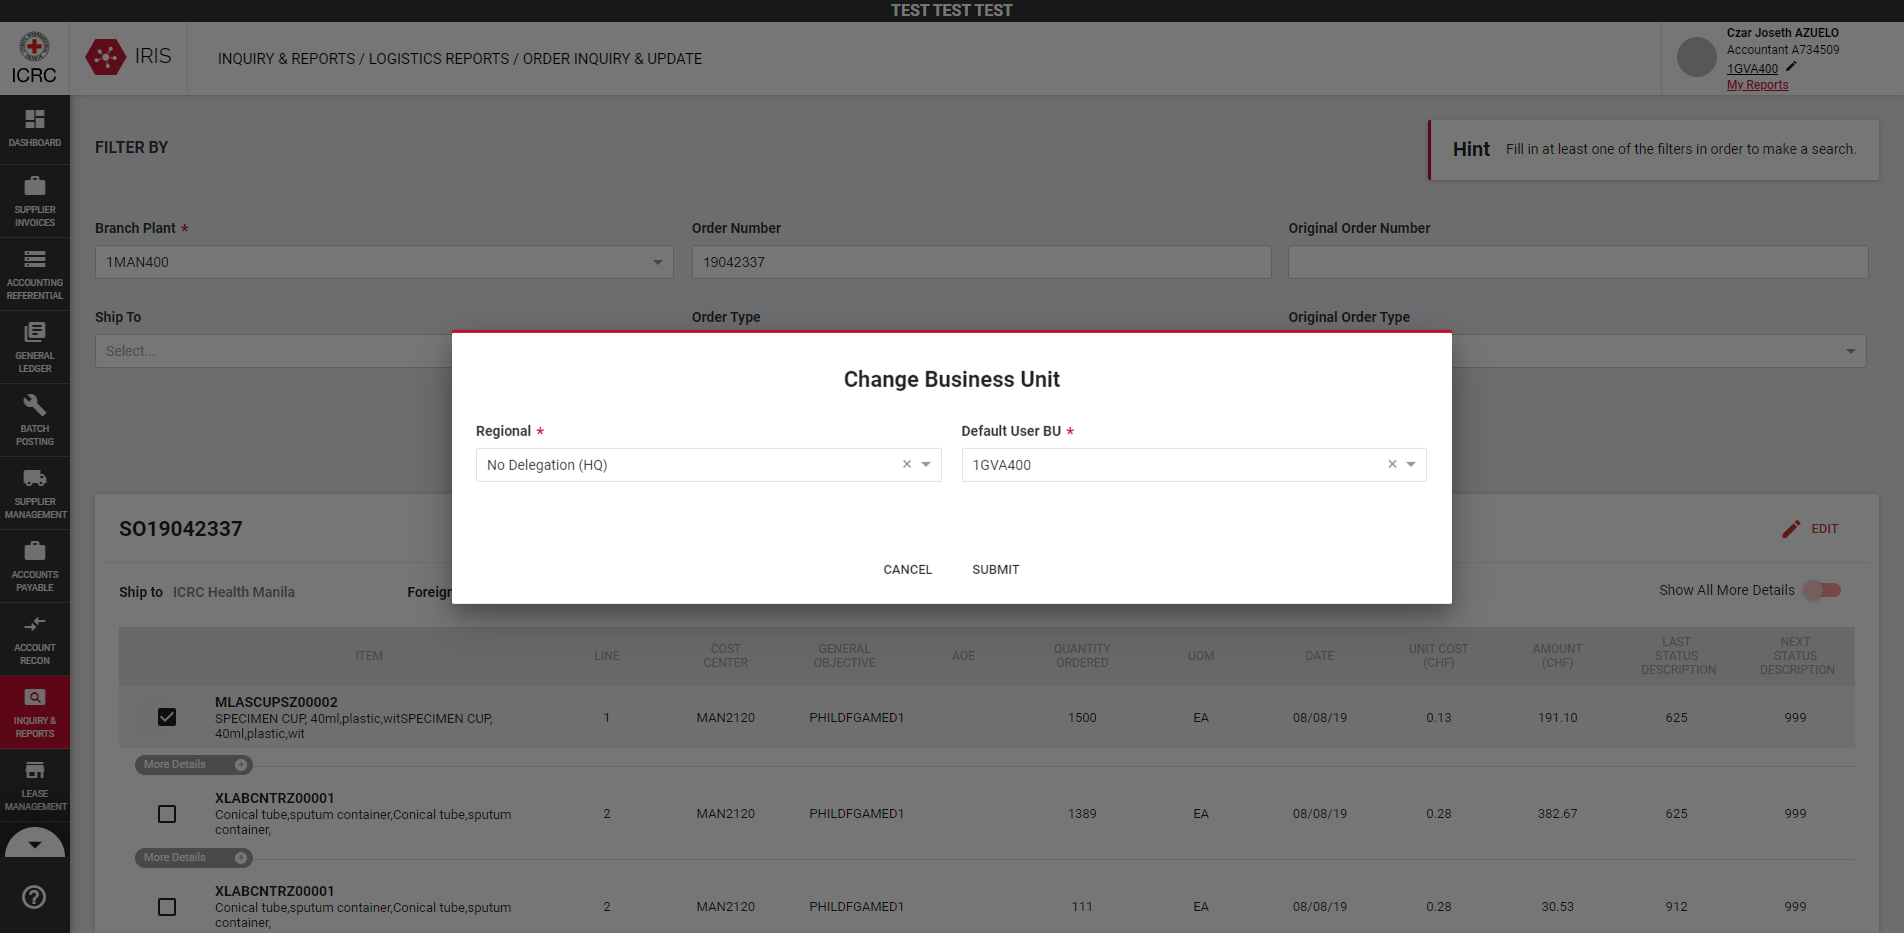 TEST TEST TEST
ICRC
IRIS
INQUIRY & REPORTS / LOGISTICS REPORTS / ORDER INQUIRY & UPDATE
Czar Joseth AZUELO
Accountant A734509
1GVA400
My Reports
DASHBOARD
SUPPLIER
INVOICES
ACCOUNTING
REFERENTIAL
GENERAL
LEDGER
BATCH
POSTING
SUPPLIER
MANAGEMENT
ACCOUNTS
PAYABLE
ACCOUNT
RECON
INQUIRY &
REPORTS
LEASE
MANAGEMENT
FILTER BY
Hint Fill in at least one of the filters in order to make a search.
Branch Plant * Order Number Original Order Number
1MAN400 19042337
Ship To Order Type Original Order Type
Select...
Change Business Unit
Regional * Default User BU *
No Delegation (HQ) × 1GVA400 ×
CANCEL SUBMIT
SO19042337 EDIT
Ship to ICRC Health Manila Foreign Show All More Details
ITEM LINE COST CENTER GENERAL OBJECTIVE AOE QUANTITY ORDERED UOM DATE UNIT COST (CHF) AMOUNT (CHF) LAST STATUS DESCRIPTION NEXT STATUS DESCRIPTION
MLASCUPSZ00002
SPECIMEN CUP, 40ml,plastic,witSPECIMEN CUP, 1 MAN2120 PHILDFGAMED1 1500 EA 08/08/19 0.13 191.10 625 999
40ml,plastic,wit
More Details
XLABCNTRZ00001
Conical tube,sputum container,Conical tube,sputum 2 MAN2120 PHILDFGAMED1 1389 EA 08/08/19 0.28 382.67 625 999
container,
More Details
XLABCNTRZ00001
Conical tube,sputum container,Conical tube,sputum 2 MAN2120 PHILDFGAMED1 111 EA 08/08/19 0.28 30.53 912 999
container,